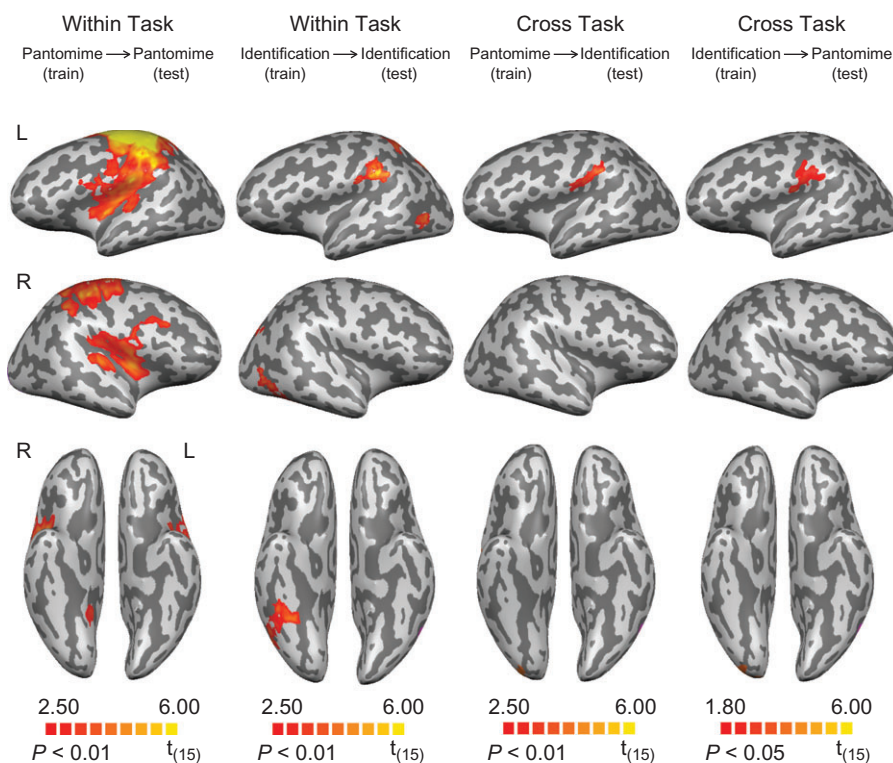 Within Task
Within Task
Cross Task
Cross Task
Pantomime → Pantomime
(train) (test)
Identification → Identification
(train) (test)
Pantomime → Identification
(train) (test)
Identification → Pantomime
(train) (test)
L
R
R L
2.50 6.00
P < 0.01 t(15)
2.50 6.00
P < 0.01 t(15)
2.50 6.00
P < 0.01 t(15)
1.80 6.00
P < 0.05 t(15)